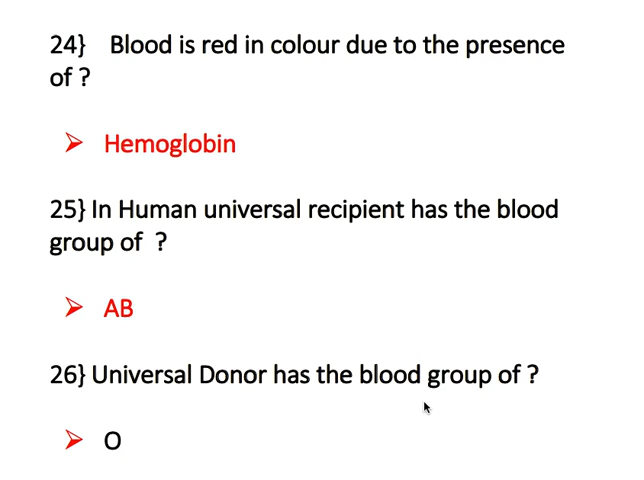 24}  Blood is red in colour due to the presence
of ?
➢ Hemoglobin
25} In Human universal recipient has the blood
group of  ?
➢ AB
26} Universal Donor has the blood group of ?
➢ O